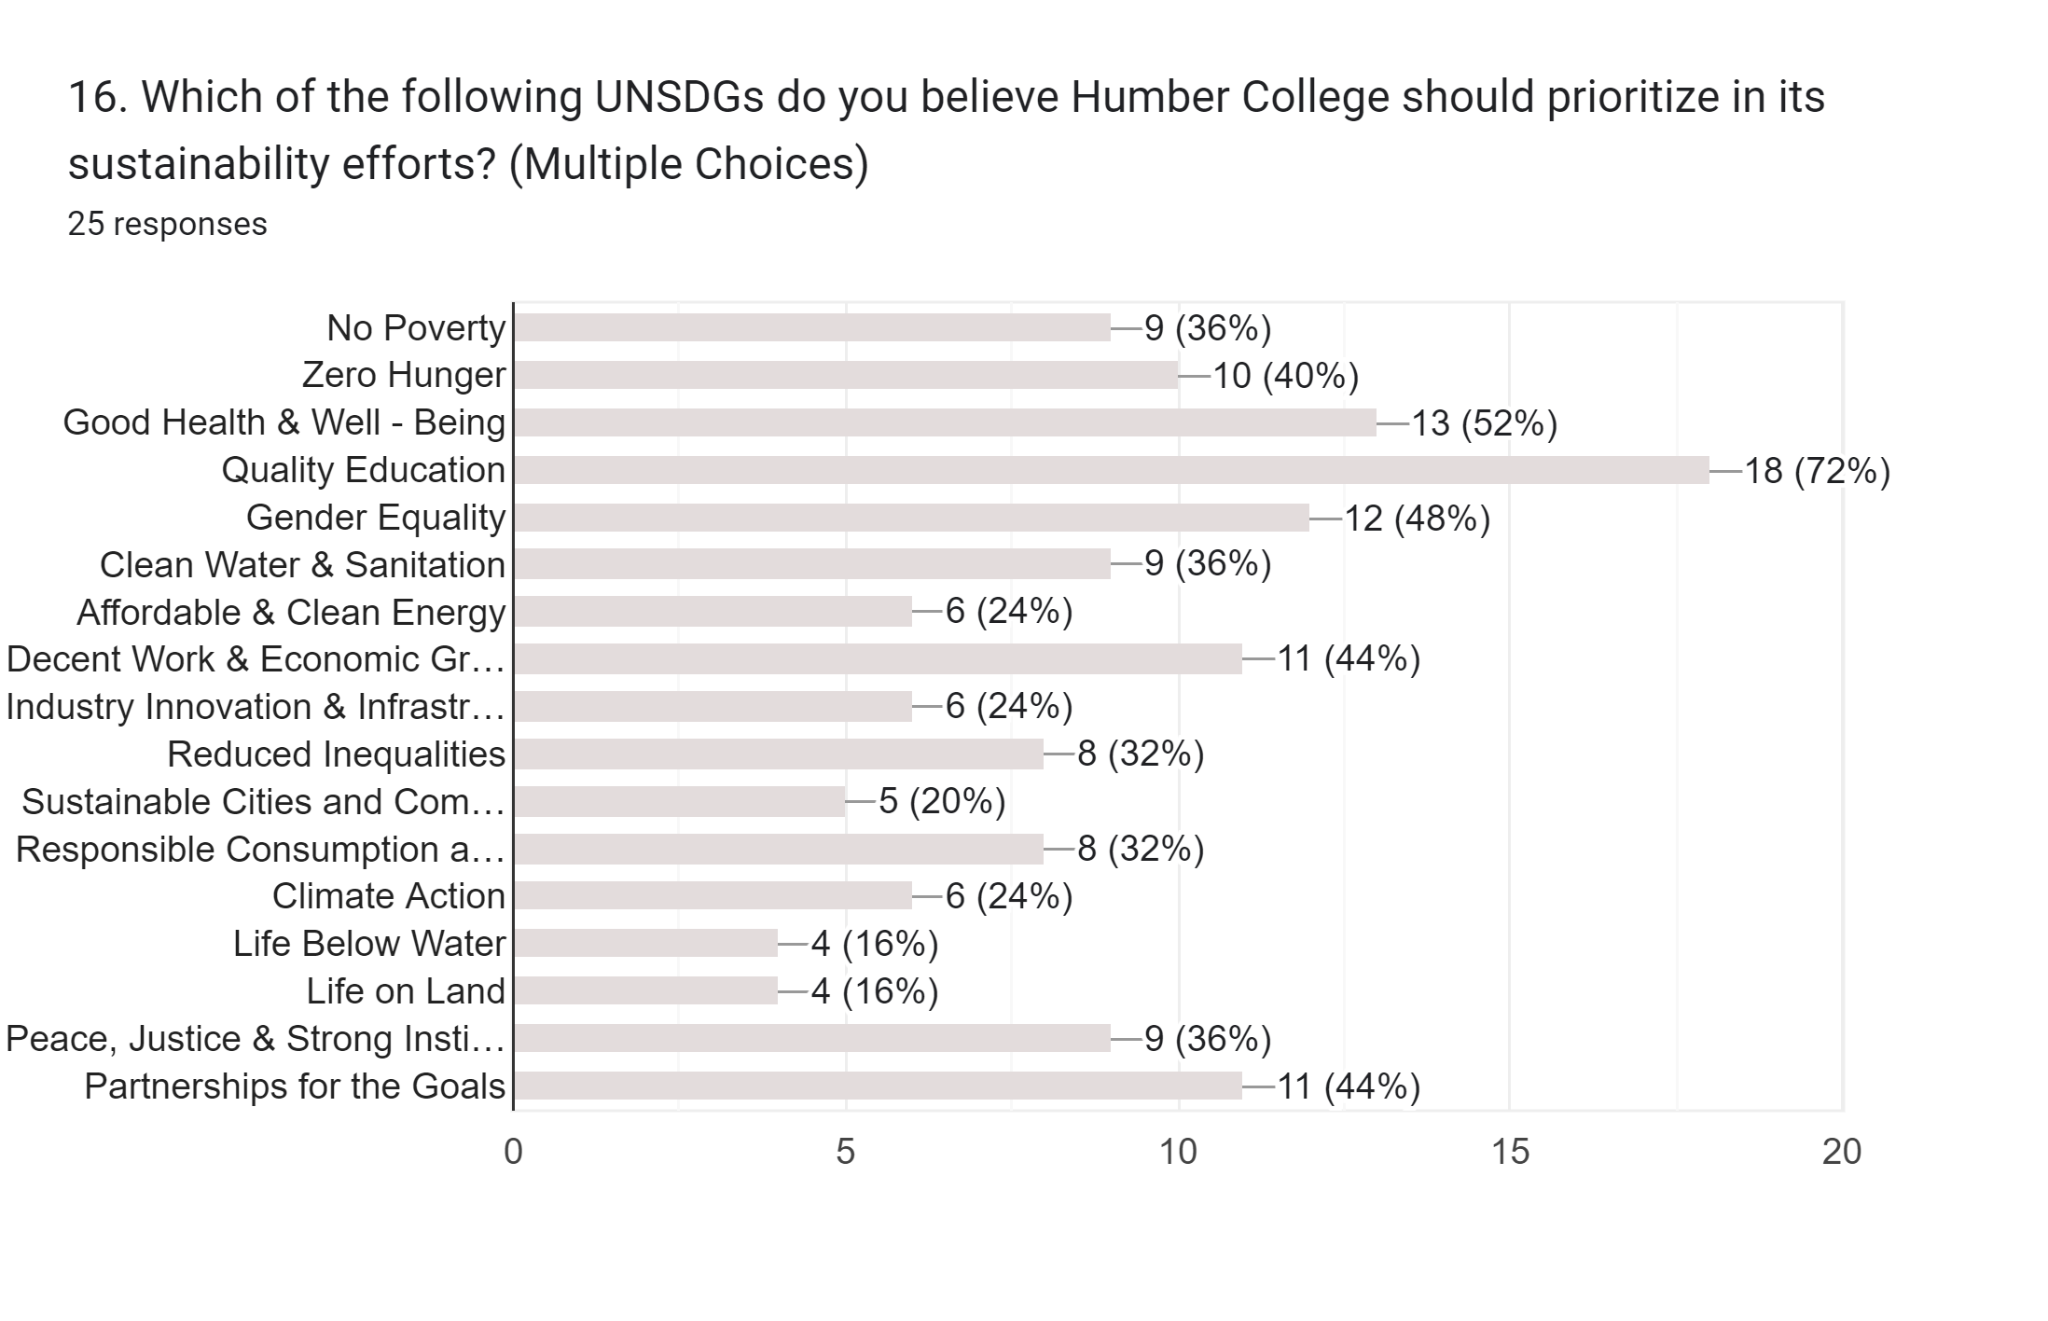 16. Which of the following UNSDGs do you believe Humber College should prioritize in its
sustainability efforts? (Multiple Choices)
25 responses
No Poverty 9 (36%)
Zero Hunger 10 (40%)
Good Health & Well - Being 13 (52%)
Quality Education 18 (72%)
Gender Equality 12 (48%)
Clean Water & Sanitation 9 (36%)
Affordable & Clean Energy 6 (24%)
Decent Work & Economic Gr… 11 (44%)
Industry Innovation & Infrastr… 6 (24%)
Reduced Inequalities 8 (32%)
Sustainable Cities and Com… 5 (20%)
Responsible Consumption a… 8 (32%)
Climate Action 6 (24%)
Life Below Water 4 (16%)
Life on Land 4 (16%)
Peace, Justice & Strong Insti… 9 (36%)
Partnerships for the Goals 11 (44%)
0 5 10 15 20